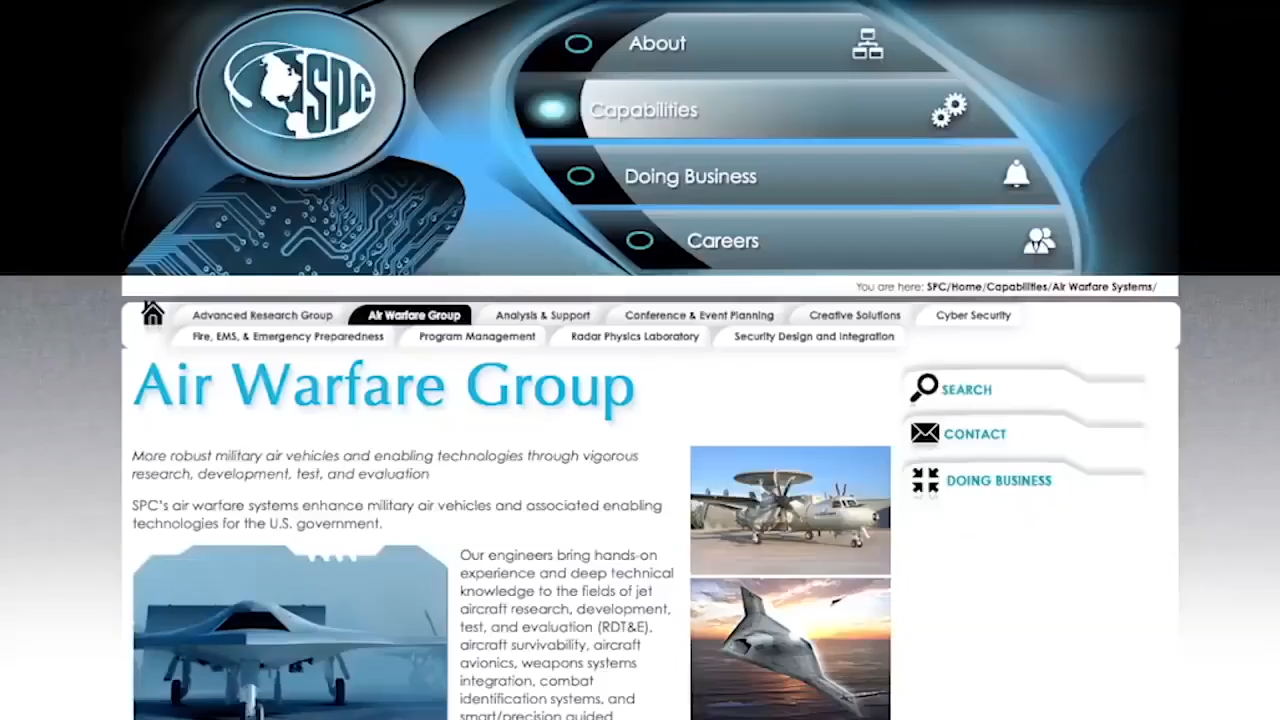 SPC
About
Capabilities
Doing Business
Careers
You are here: SPC/Home/Capabilities/Air Warfare Systems/
Advanced Research Group Air Warfare Group Analysis & Support Conference & Event Planning Creative Solutions Cyber Security
Fire, EMS, & Emergency Preparedness Program Management Radar Physics Laboratory Security Design and Integration
Air Warfare Group
More robust military air vehicles and enabling technologies through vigorous
research, development, test, and evaluation
SPC's air warfare systems enhance military air vehicles and associated enabling
technologies for the U.S. government.
Our engineers bring hands-on
experience and deep technical
knowledge to the fields of jet
aircraft research, development,
test, and evaluation (RDT&E),
aircraft survivability, aircraft
avionics, weapons systems
integration, combat
identification systems, and
smart/precision guided
SEARCH
CONTACT
DOING BUSINESS